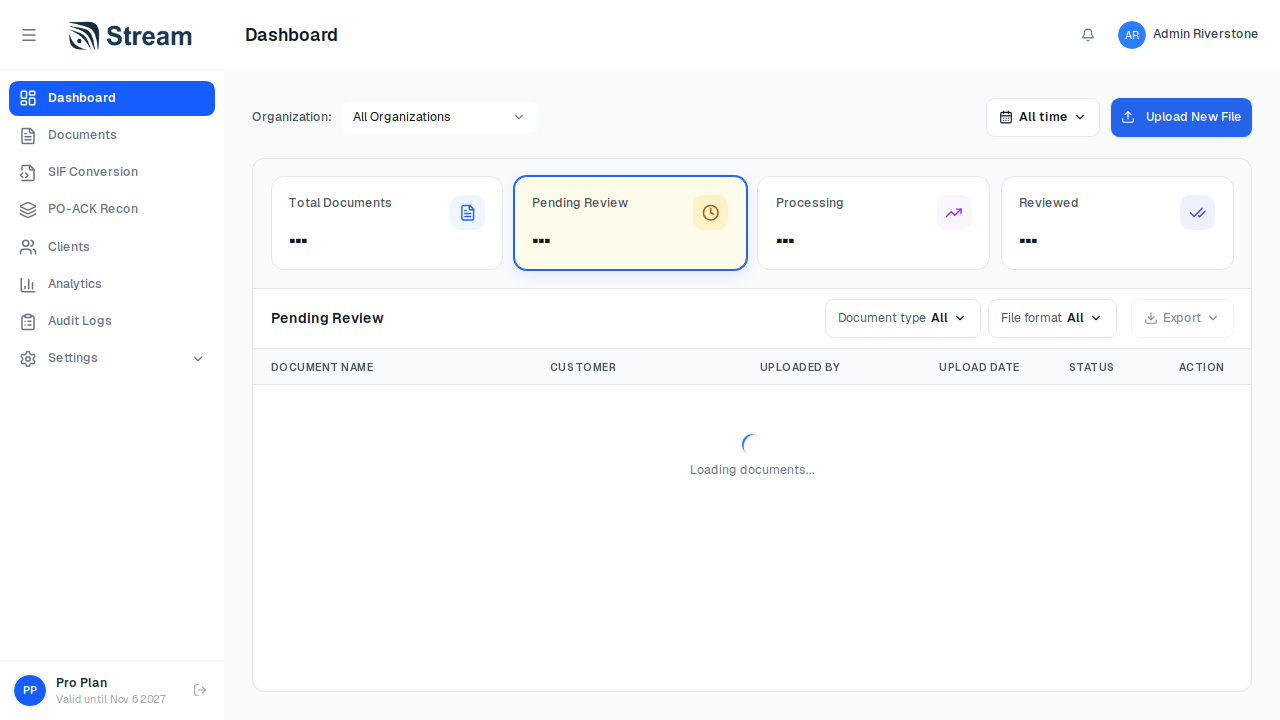 Stream
Dashboard
AR
Admin Riverstone
Dashboard
Documents
SIF Conversion
PO-ACK Recon
Clients
Analytics
Audit Logs
Settings
Organization:
All Organizations
All time
Upload New File
Total Documents
---
Pending Review
---
Processing
---
Reviewed
---
Pending Review
Document type All
File format All
Export
DOCUMENT NAME
CUSTOMER
UPLOADED BY
UPLOAD DATE
STATUS
ACTION
Loading documents...
PP
Pro Plan
Valid until Nov 6 2027